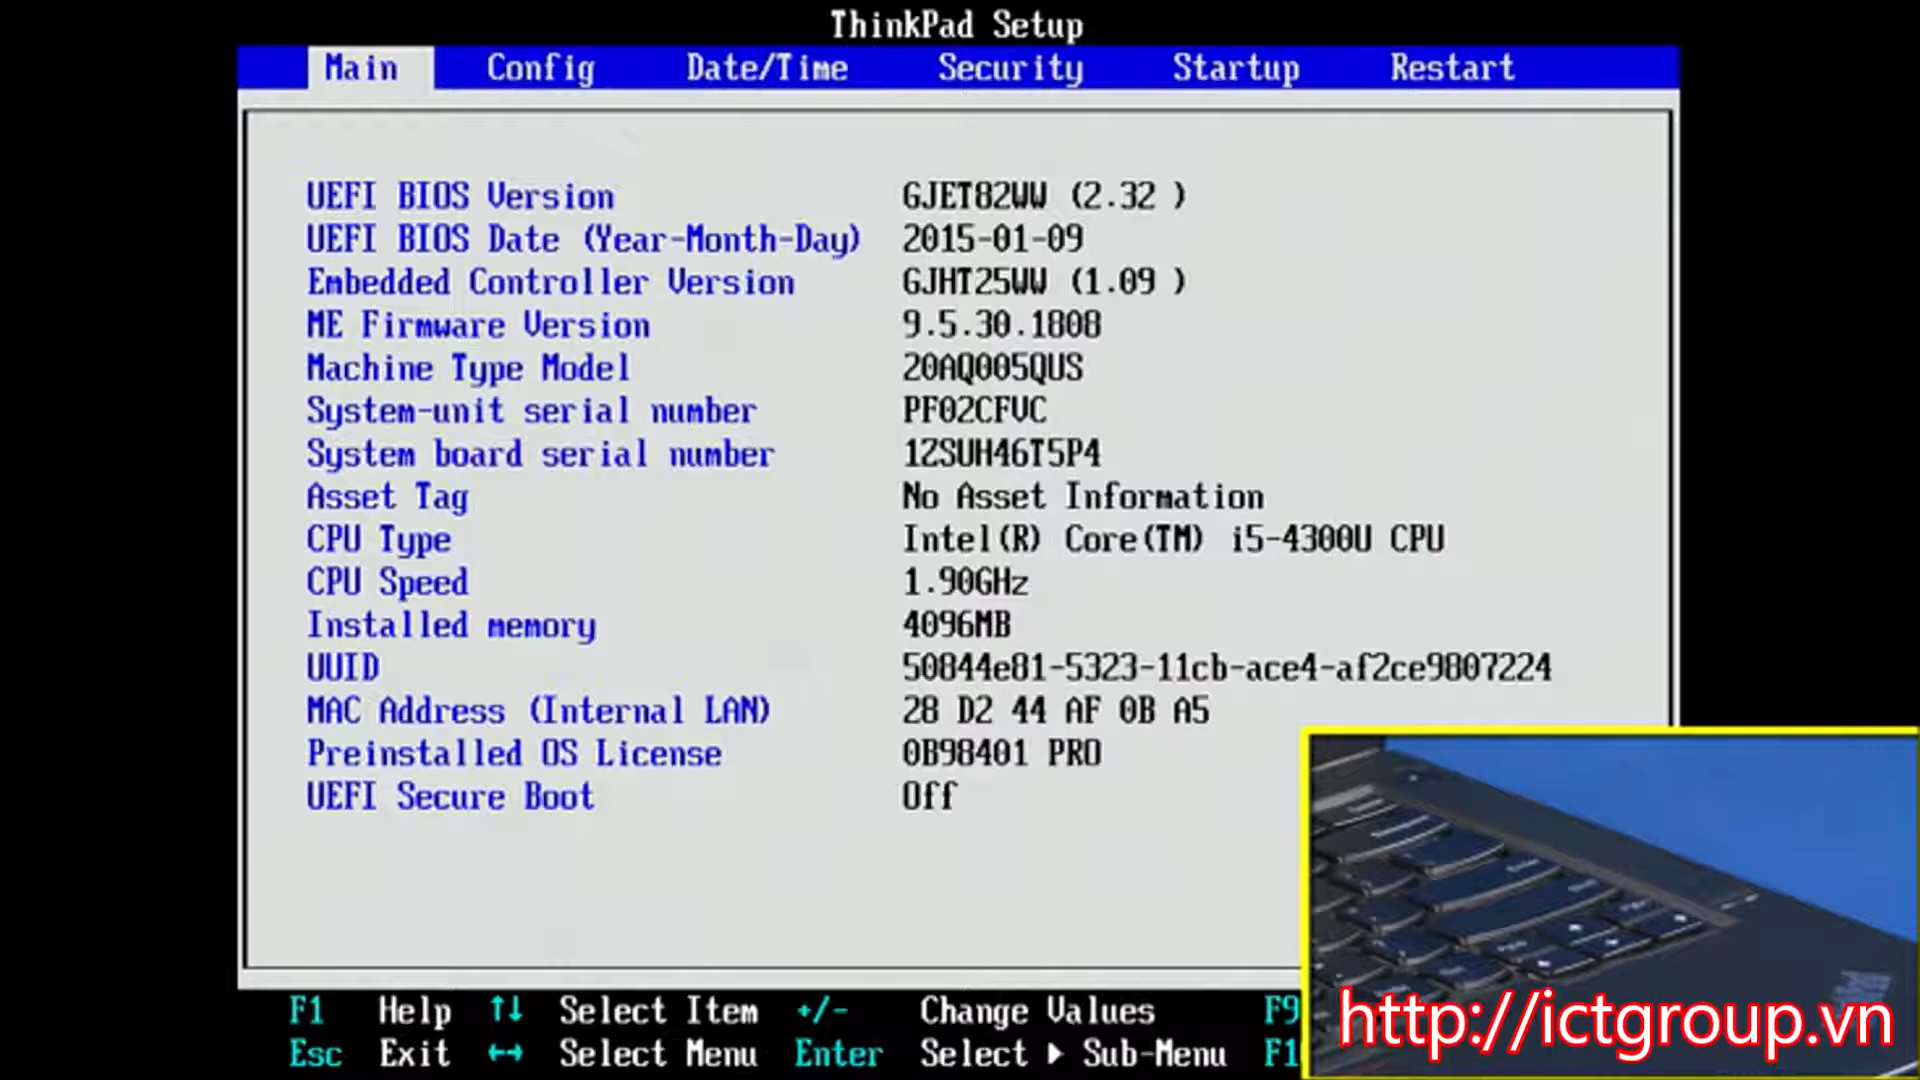 ThinkPad Setup
Main Config Date/Time Security Startup Restart
UEFI BIOS Version GJET82WW (2.32 )
UEFI BIOS Date (Year-Month-Day) 2015-01-09
Embedded Controller Version GJHT25WW (1.09 )
ME Firmware Version 9.5.30.1808
Machine Type Model 20AQ005QUS
System-unit serial number PF02CFVC
System board serial number 1ZSUH46T5P4
Asset Tag No Asset Information
CPU Type Intel(R) Core(TM) i5-4300U CPU
CPU Speed 1.90GHz
Installed memory 4096MB
UUID 50844e81-5323-11cb-ace4-af2ce9807224
MAC Address (Internal LAN) 28 D2 44 AF 0B A5
Preinstalled OS License 0B98401 PRO
UEFI Secure Boot Off
F1 Help ↑↓ Select Item +/- Change Values F9
Esc Exit ↔ Select Menu Enter Select ▶ Sub-Menu
http://ictgroup.vn